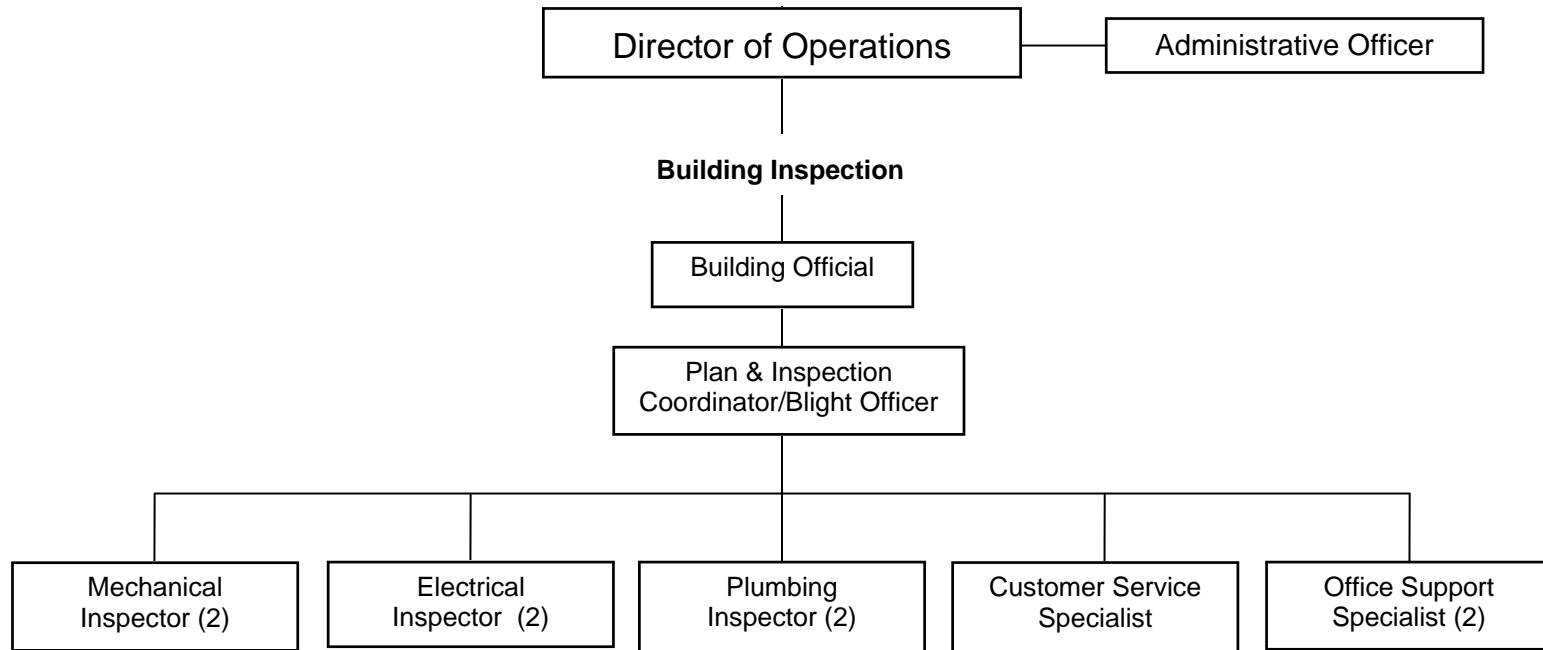 Director of Operations
Administrative Officer
Building Inspection
Building Official
Plan & Inspection
Coordinator/Blight Officer
Mechanical
Inspector (2)
Electrical
Inspector  (2)
Plumbing
Inspector (2)
Customer Service
Specialist
Office Support
Specialist (2)